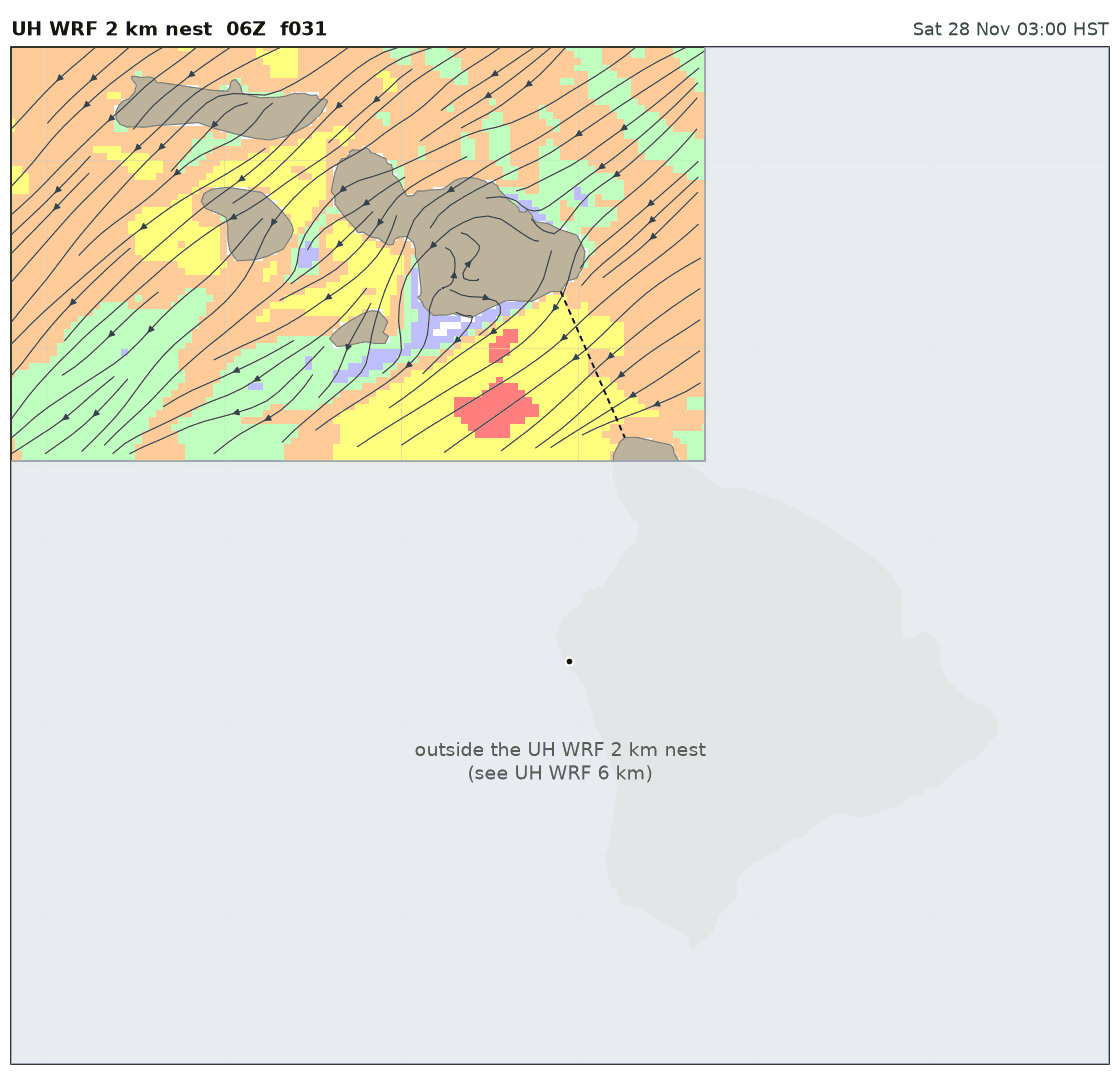 UH WRF 2 km nest  06Z  f031
Sat 28 Nov 03:00 HST
outside the UH WRF 2 km nest
(see UH WRF 6 km)